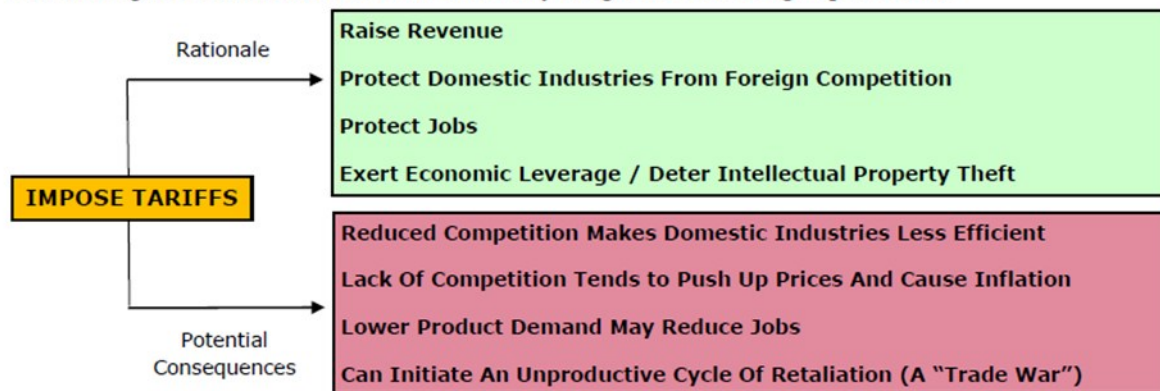 Rationale
Raise Revenue
Protect Domestic Industries From Foreign Competition
Protect Jobs
Exert Economic Leverage / Deter Intellectual Property Theft
IMPOSE TARIFFS
Reduced Competition Makes Domestic Industries Less Efficient
Lack Of Competition Tends to Push Up Prices And Cause Inflation
Lower Product Demand May Reduce Jobs
Can Initiate An Unproductive Cycle Of Retaliation (A “Trade War”)
Potential
Consequences